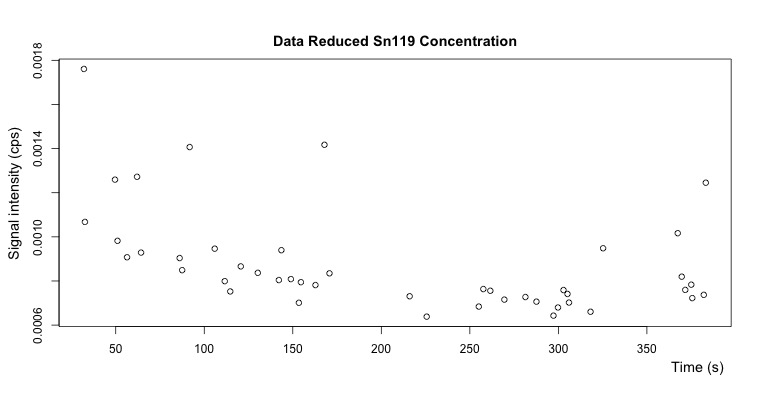 Data Reduced Sn119 Concentration
Signal intensity (cps)
0.0018
0.0014
0.0010
0.0006
50 100 150 200 250 300 350
Time (s)